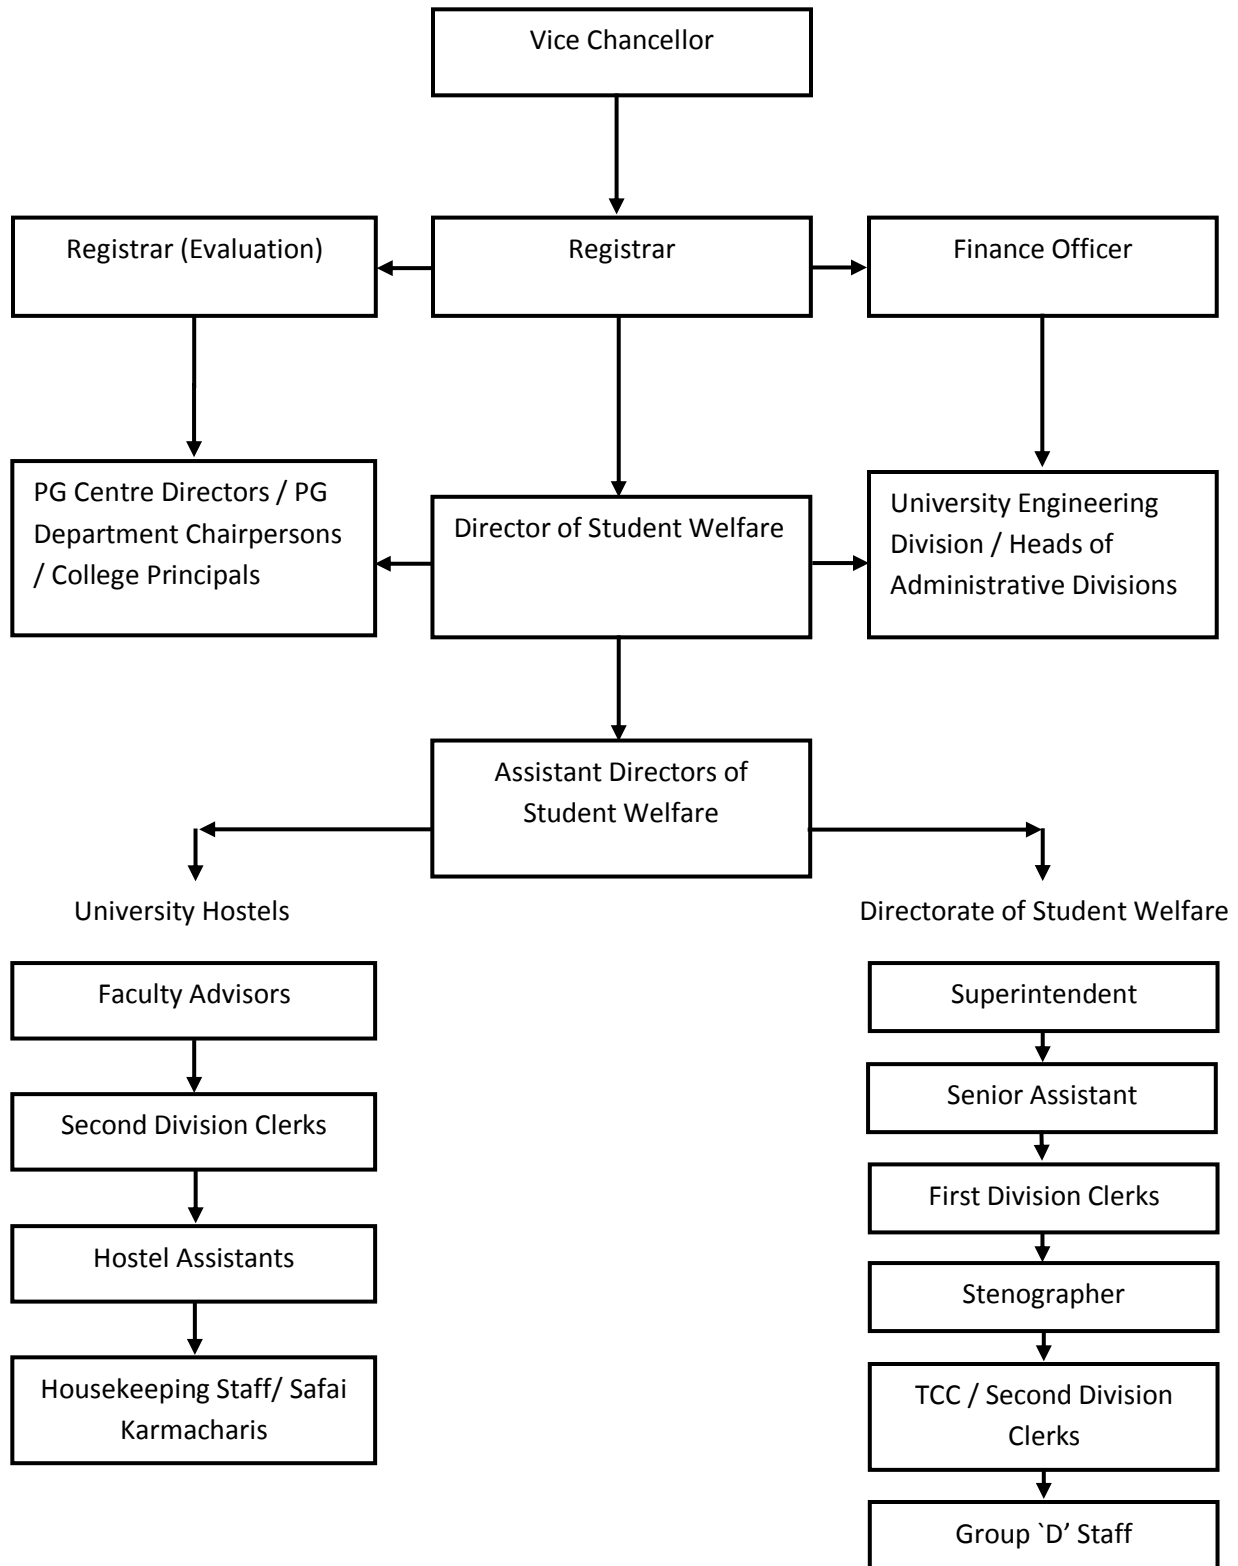 Vice Chancellor
Registrar (Evaluation)
Registrar
Finance Officer
PG Centre Directors / PG
Department Chairpersons
/ College Principals
Director of Student Welfare
University Engineering
Division / Heads of
Administrative Divisions
Assistant Directors of
Student Welfare
University Hostels
Faculty Advisors
Second Division Clerks
Hostel Assistants
Housekeeping Staff/ Safai
Karmacharis
Directorate of Student Welfare
Superintendent
Senior Assistant
First Division Clerks
Stenographer
TCC / Second Division
Clerks
Group `D’ Staff